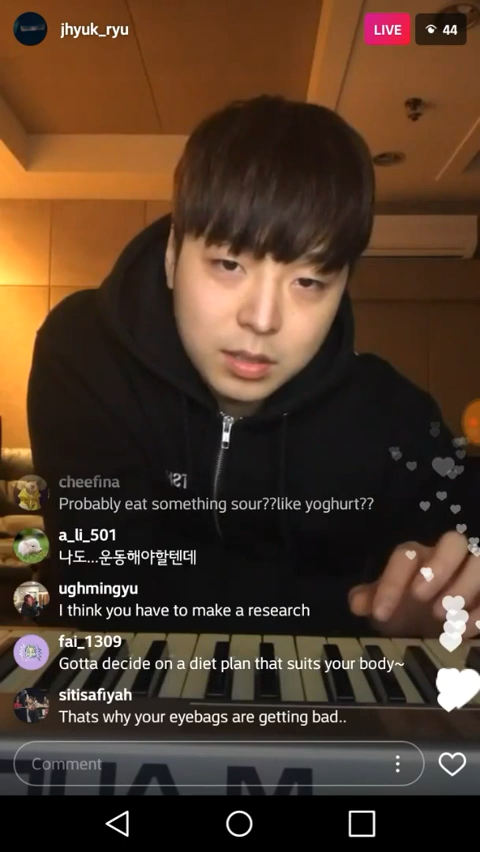 jhyuk_ryu
LIVE
44
cheefina
Probably eat something sour??like yoghurt??
a_li_501
나도...운동해야할텐데
ughmingyu
I think you have to make a research
fai_1309
Gotta decide on a diet plan that suits your body~
sitisafiyah
Thats why your eyebags are getting bad..
Comment